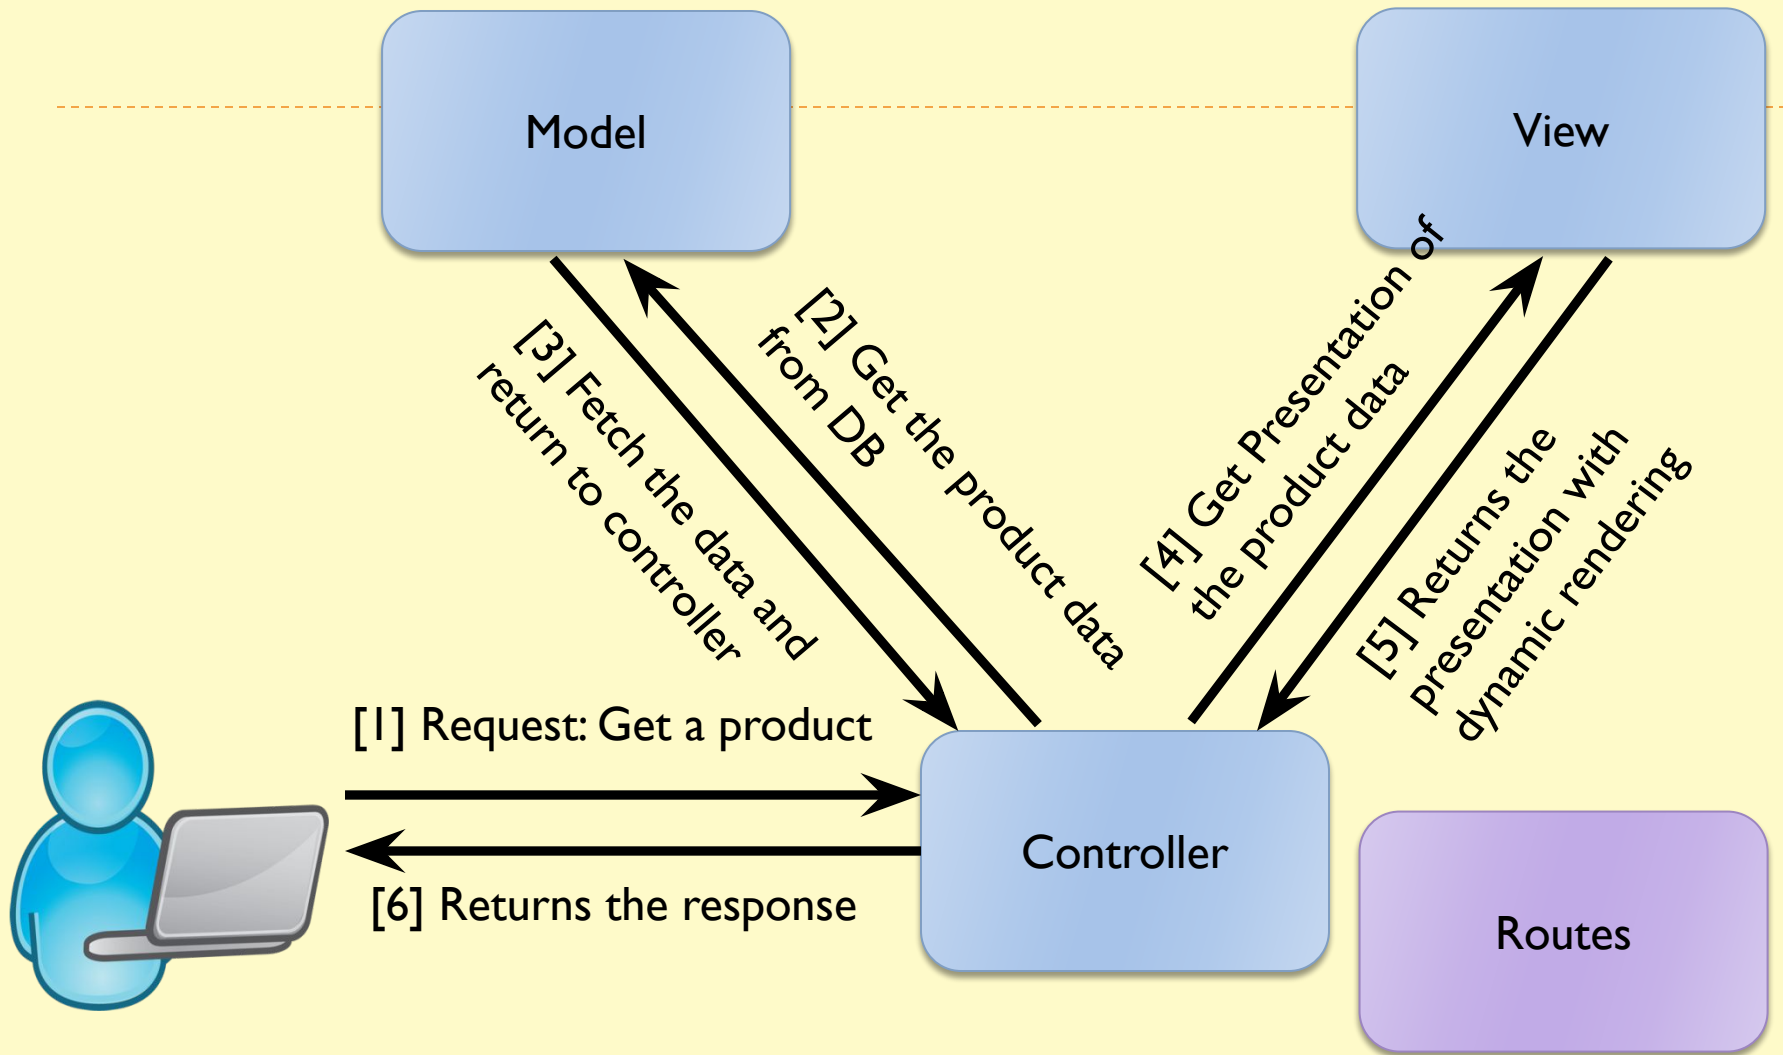 Model
View
[2] Get the product data
from DB
[3] Fetch the data and
return to controller
[4] Get Presentation of
the product data
[5] Returns the
presentation with
dynamic rendering
[1] Request: Get a product
Controller
[6] Returns the response
Routes